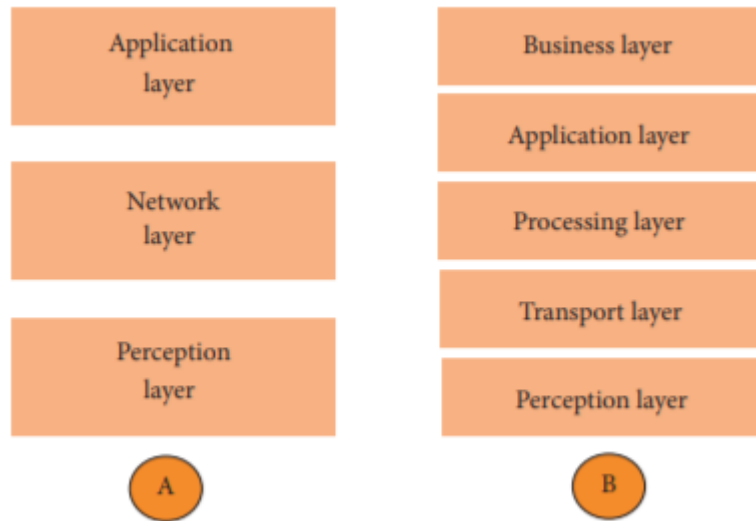 Application
layer
Network
layer
Perception
layer
A
Business layer
Application layer
Processing layer
Transport layer
Perception layer
B